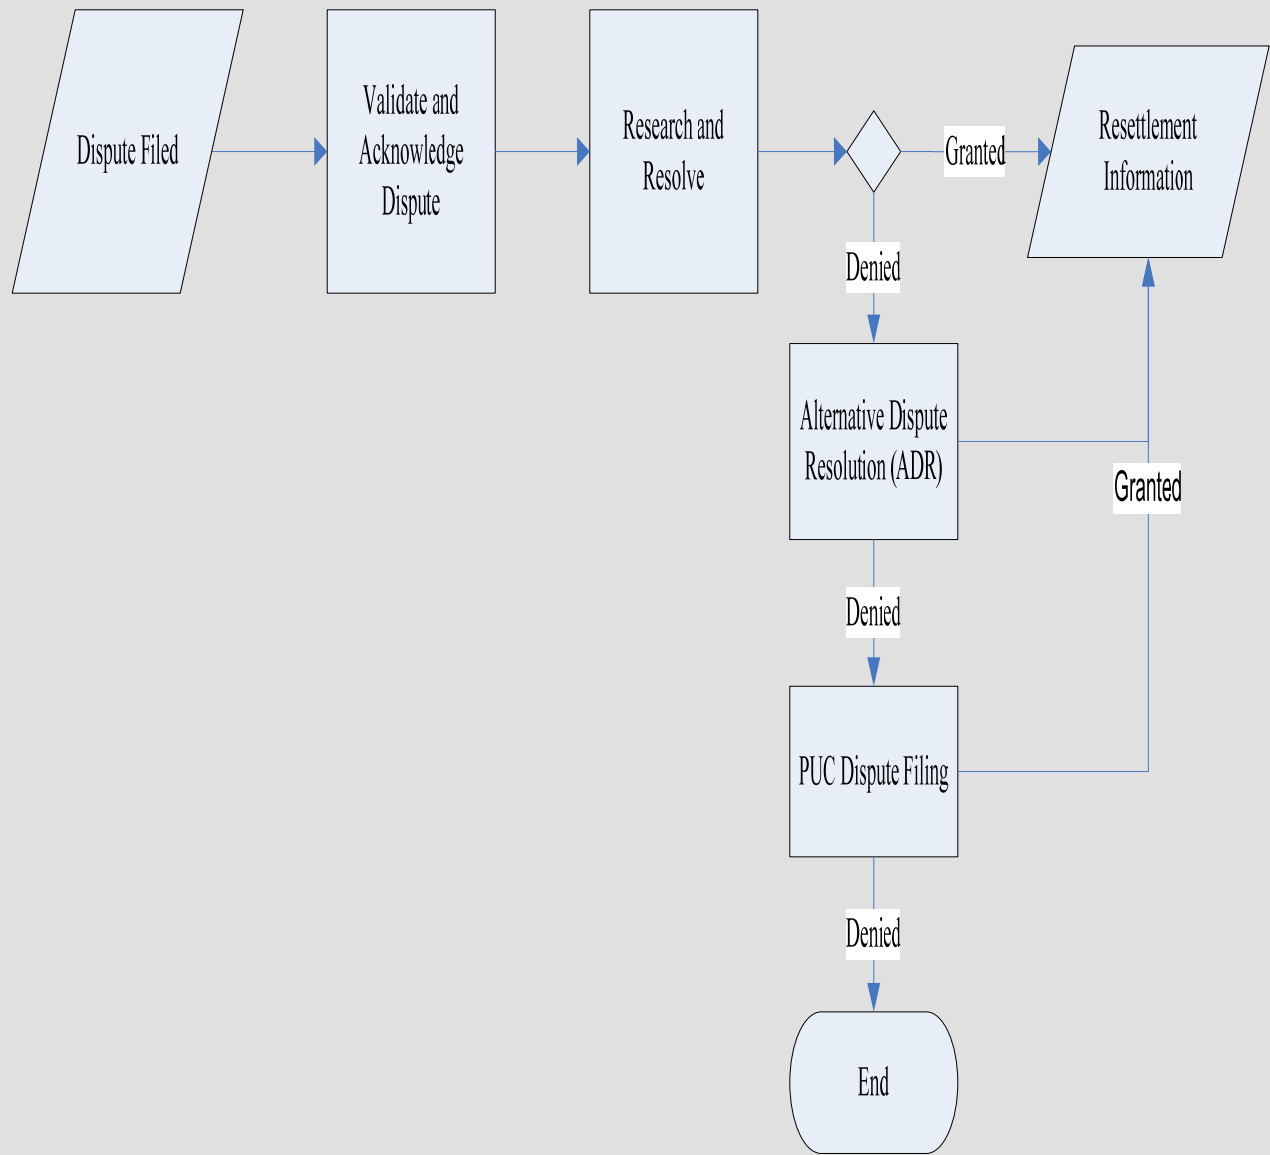 Dispute Filed
Validate and
Acknowledge
Dispute
Research and
Resolve
Granted
Resettlement
Information
Denied
Alternative Dispute
Resolution (ADR)
Granted
Denied
PUC Dispute Filing
Denied
End